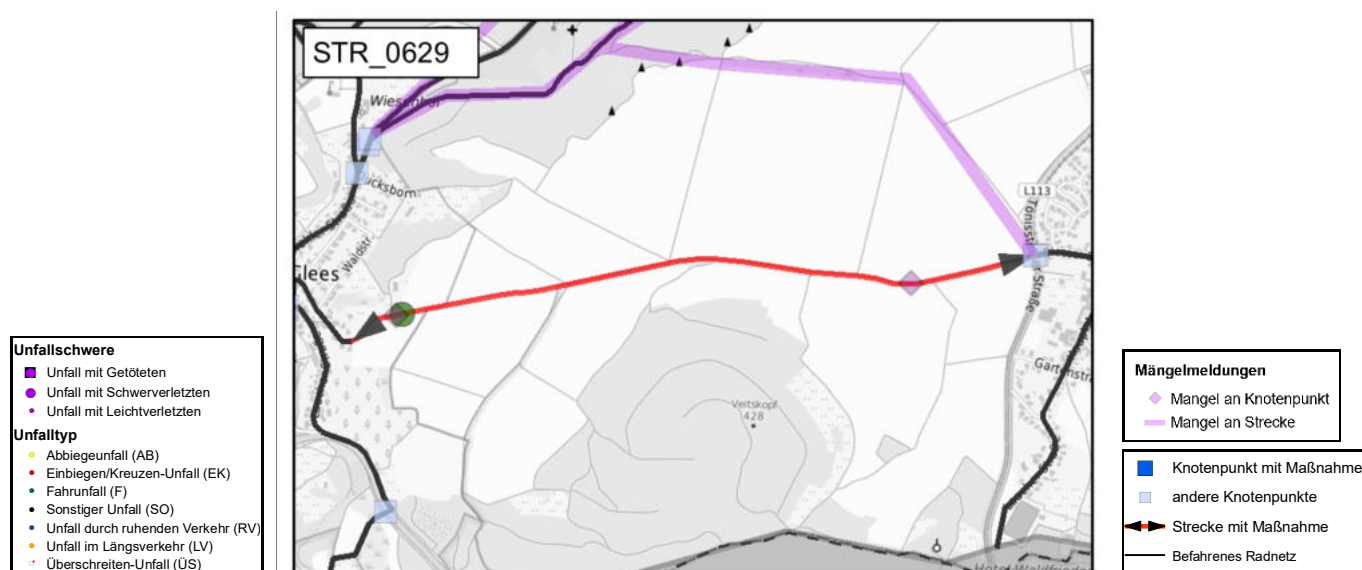 STR_0629
Wiesenhof
L113
Waldstr.
Glees
Veitskopf
428
Unfallschwere
Unfall mit Getöteten
Unfall mit Schwerverletzten
Unfall mit Leichtverletzten
Unfalltyp
Abbiegeunfall (AB)
Einbiegen/Kreuzen-Unfall (EK)
Fahrunfall (F)
Sonstiger Unfall (SO)
Unfall durch ruhenden Verkehr (RV)
Unfall im Längsverkehr (LV)
Überschreiten-Unfall (ÜS)
Mängelmeldungen
Mangel an Knotenpunkt
Mangel an Strecke
Knotenpunkt mit Maßnahme
andere Knotenpunkte
Strecke mit Maßnahme
Befahrenes Radnetz